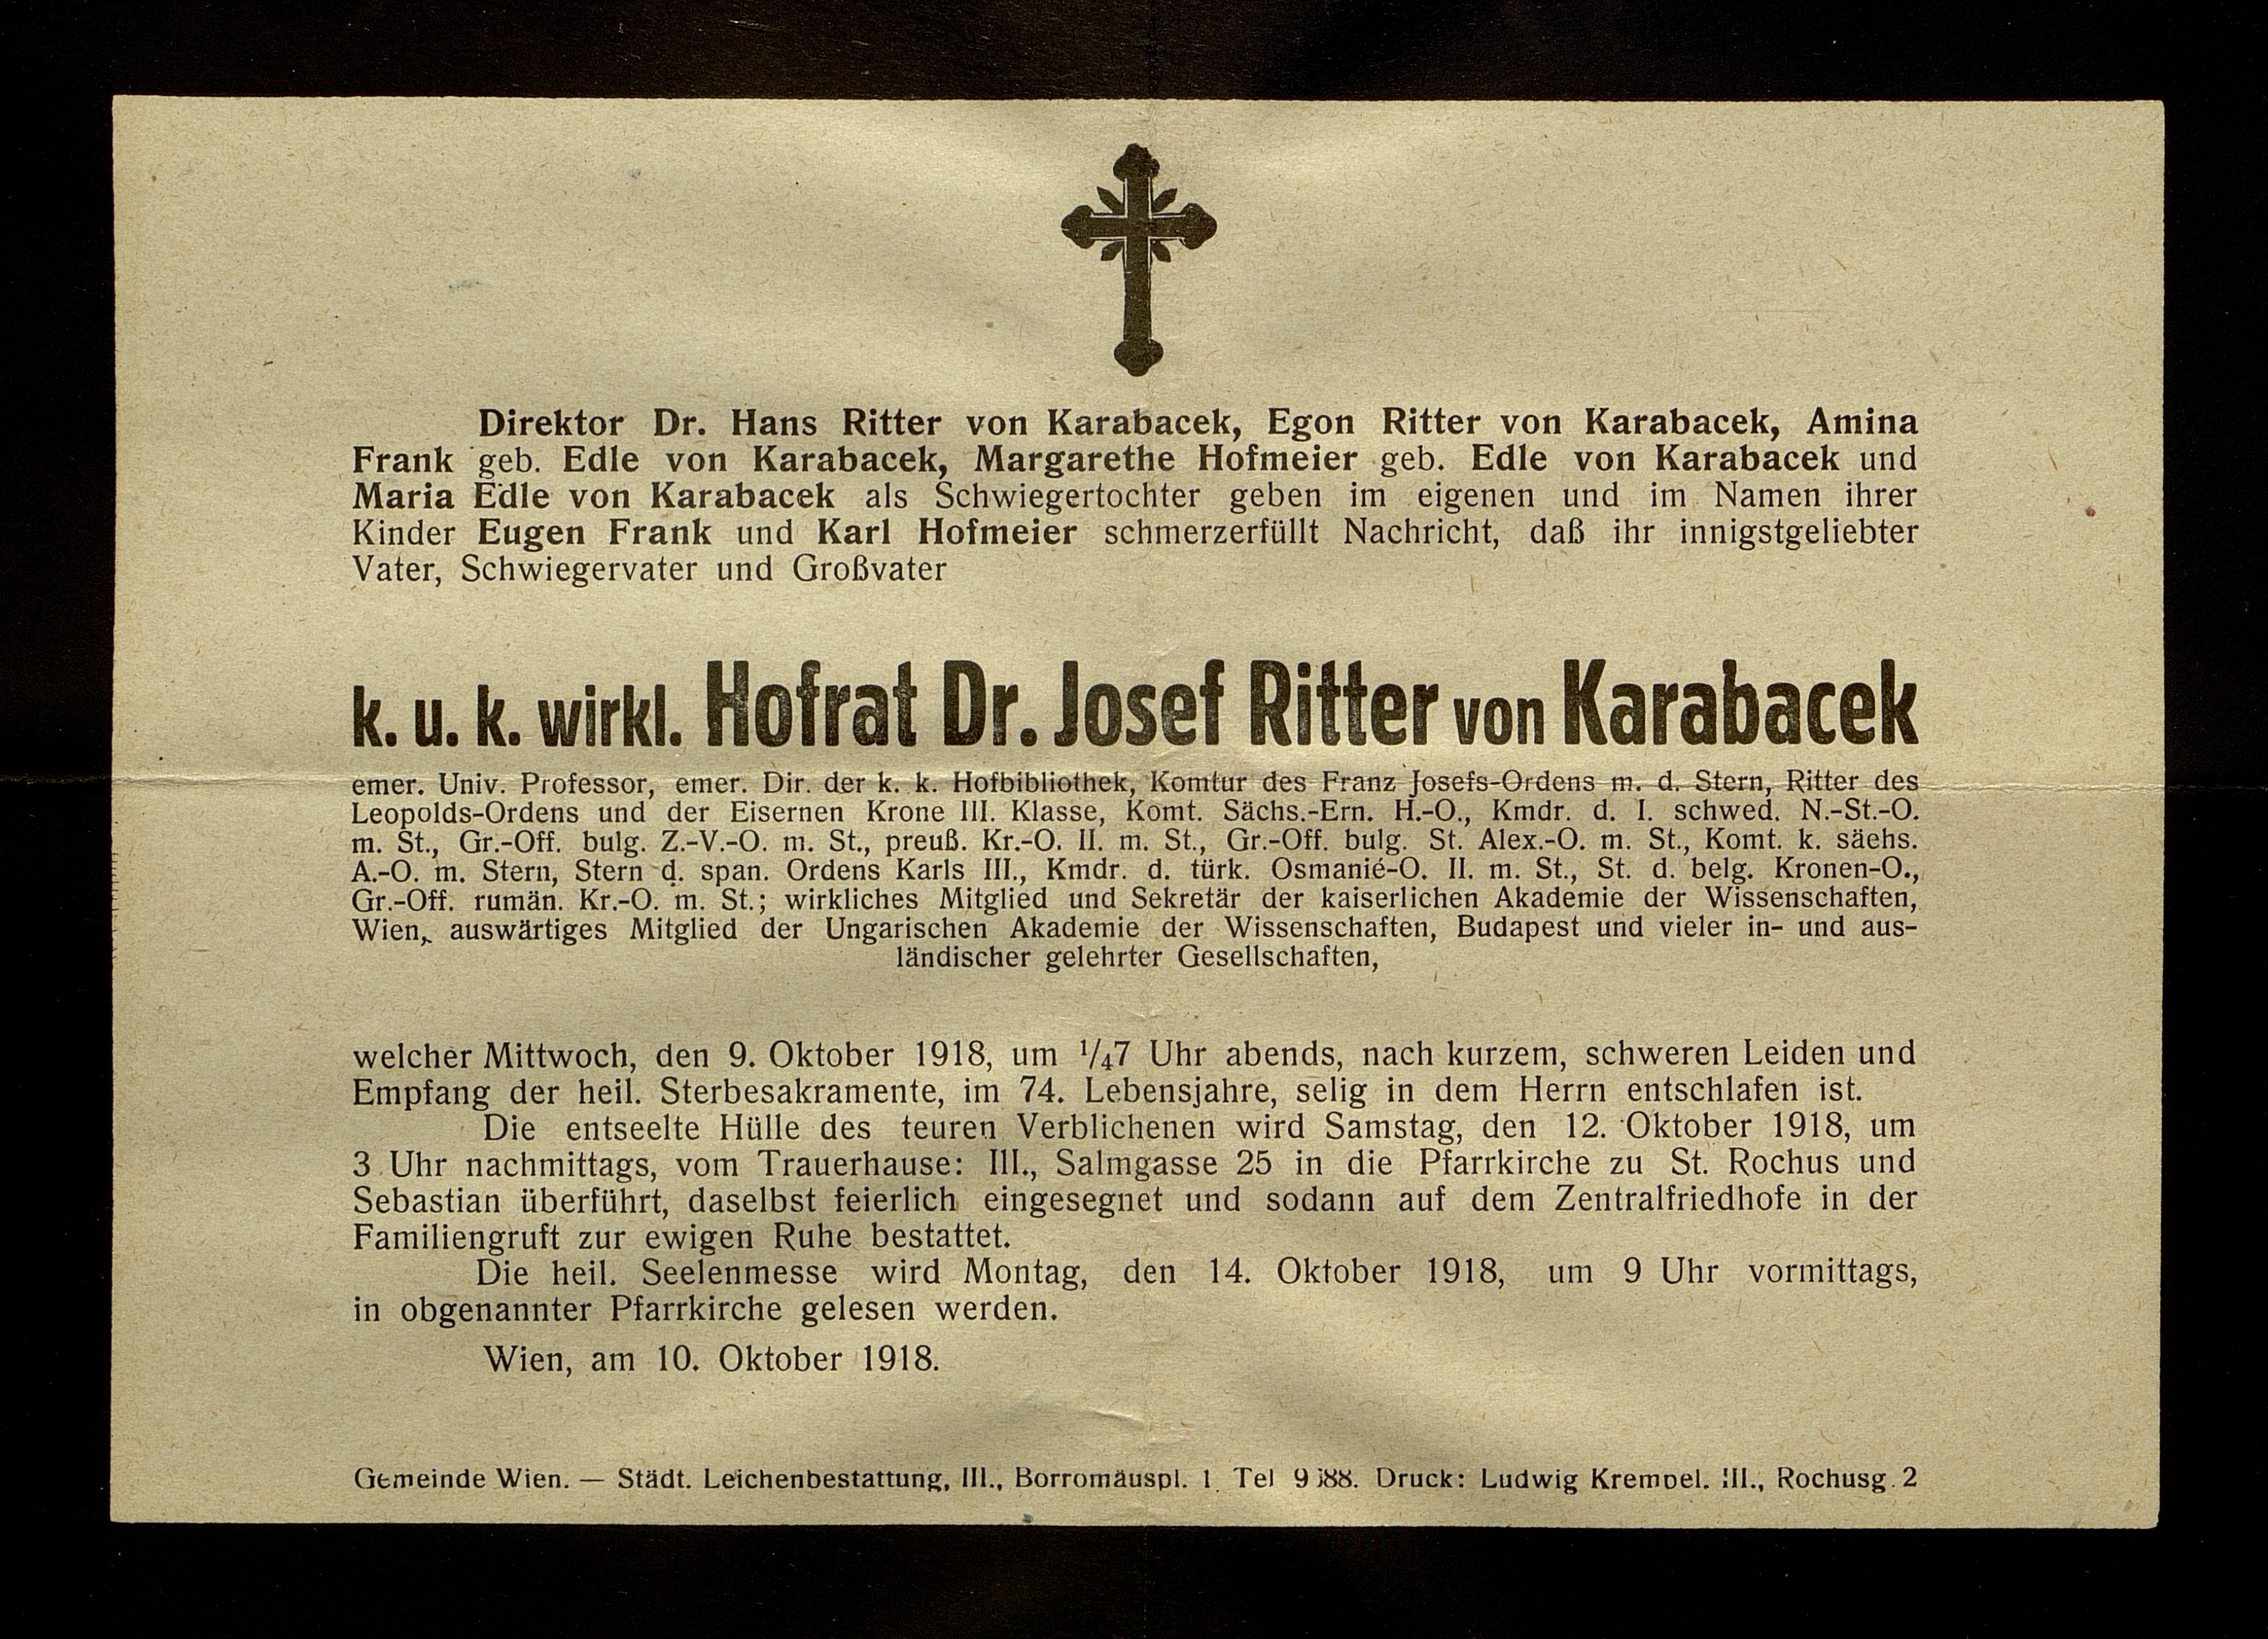 Direktor Dr. Hans Ritter von Karabacek, Egon Ritter von Karabacek, Amina
Frank geb. Edle von Karabacek, Margarethe Hofmeier geb. Edle von Karabacek und
Maria Edle von Karabacek als Schwiegertochter geben im eigenen und im Namen ihrer
Kinder Eugen Frank und Karl Hofmeier schmerzerfüllt Nachricht, daß ihr innigstgeliebter
Vater, Schwiegervater und Großvater
k. u. k. wirkl. Hofrat Dr. Josef Ritter von Karabacek
emer. Univ. Professor, emer. Dir. der k. k. Hofbibliothek, Komtur des Franz Josefs-Ordens m. d. Stern, Ritter des
Leopolds-Ordens und der Eisernen Krone III. Klasse, Komt. Sächs.-Ern. H.-O., Kmdr. d. I. schwed. N.-St.-O.
m. St., Gr.-Off. bulg. Z.-V.-O. m. St., preuß. Kr.-O. II. m. St., Gr.-Off. bulg. St. Alex.-O. m. St., Komt. k. säehs.
A.-O. m. Stern, Stern d. span. Ordens Karls III., Kmdr. d. türk. Osmanié-O. II. m. St., St. d. belg. Kronen-O.,
Gr.-Off. rumän. Kr.-O. m. St.; wirkliches Mitglied und Sekretär der kaiserlichen Akademie der Wissenschaften,
Wien, auswärtiges Mitglied der Ungarischen Akademie der Wissenschaften, Budapest und vieler in- und aus-
ländischer gelehrter Gesellschaften,
welcher Mittwoch, den 9. Oktober 1918, um 1/47 Uhr abends, nach kurzem, schweren Leiden und
Empfang der heil. Sterbesakramente, im 74. Lebensjahre, selig in dem Herrn entschlafen ist.
Die entseelte Hülle des teuren Verblichenen wird Samstag, den 12. Oktober 1918, um
3 Uhr nachmittags, vom Trauerhause: III., Salmgasse 25 in die Pfarrkirche zu St. Rochus und
Sebastian überführt, daselbst feierlich eingesegnet und sodann auf dem Zentralfriedhofe in der
Familiengruft zur ewigen Ruhe bestattet.
Die heil. Seelenmesse wird Montag, den 14. Oktober 1918, um 9 Uhr vormittags,
in obgenannter Pfarrkirche gelesen werden.
Wien, am 10. Oktober 1918.
Gemeinde Wien. — Städt. Leichenbestattung, III., Borromäuspl. 1. Tel Druck: Ludwig Krempel, III., Rochusg. 2